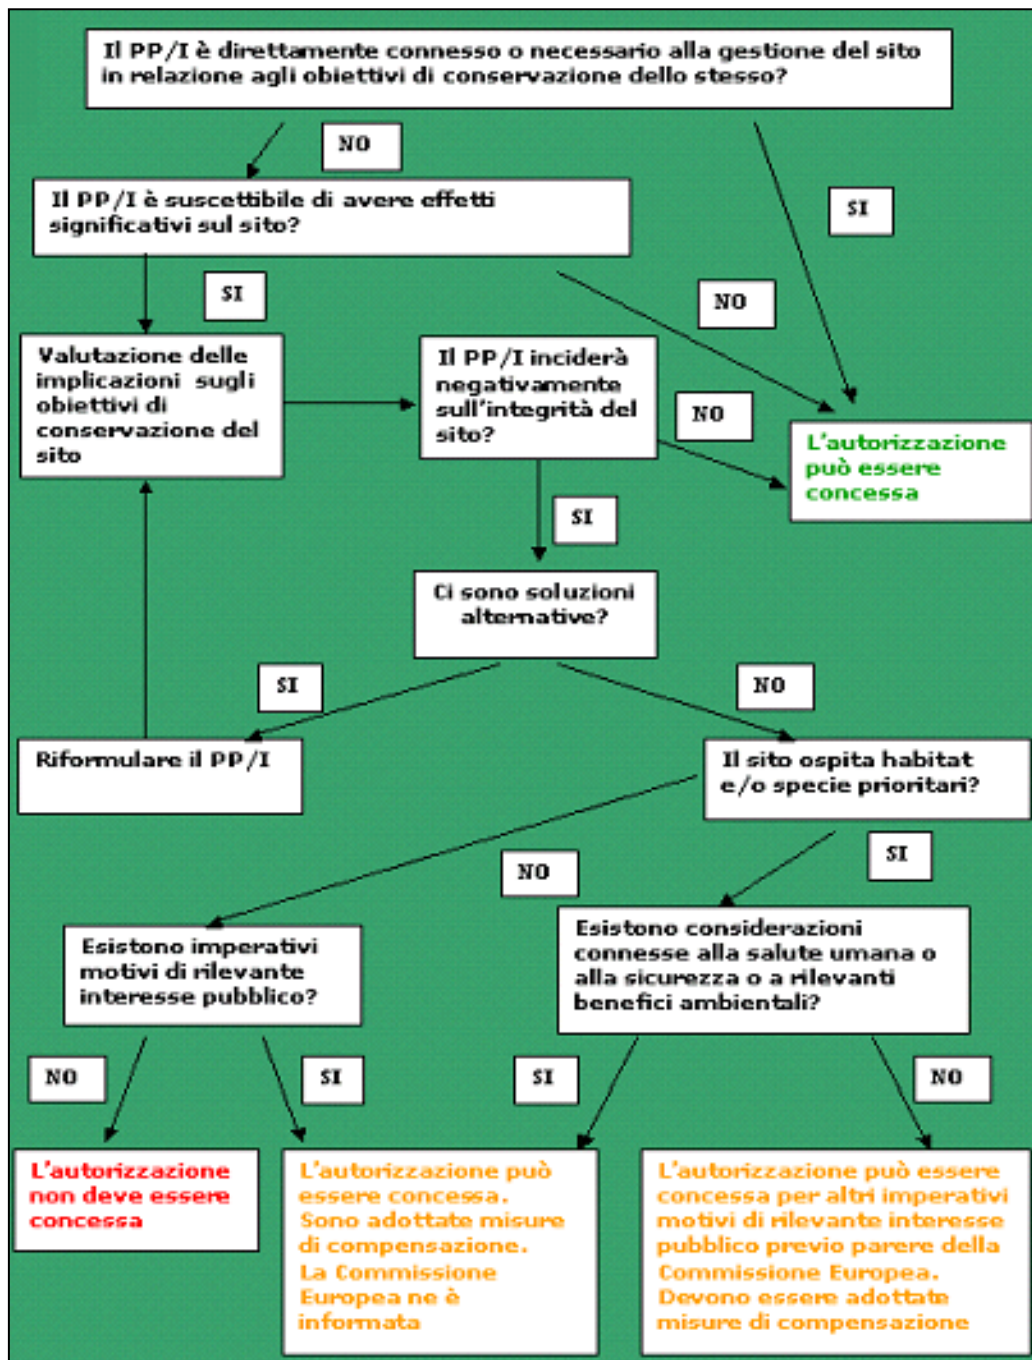 Il PP/I è direttamente connesso o necessario alla gestione del sito
in relazione agli obiettivi di conservazione dello stesso?
NO
SI
Il PP/I è suscettibile di avere effetti
significativi sul sito?
SI
NO
Valutazione delle
implicazioni sugli
obiettivi di
conservazione del
sito
Il PP/I inciderà
negativamente
sull'integrità del
sito?
NO
L'autorizzazione
può essere
concessa
SI
Ci sono soluzioni
alternative?
SI
NO
Riformulare il PP/I
Il sito ospita habitat
e/o specie prioritari?
NO
SI
Esistono imperativi
motivi di rilevante
interesse pubblico?
Esistono considerazioni
connesse alla salute umana o
alla sicurezza o a rilevanti
benefici ambientali?
NO
SI
SI
NO
L'autorizzazione
non deve essere
concessa
L'autorizzazione può
essere concessa.
Sono adottate misure
di compensazione.
La Commissione
Europea ne è
informata
L'autorizzazione può essere
concessa per altri imperativi
motivi di rilevante interesse
pubblico previo parere della
Commissione Europea.
Devono essere adottate
misure di compensazione